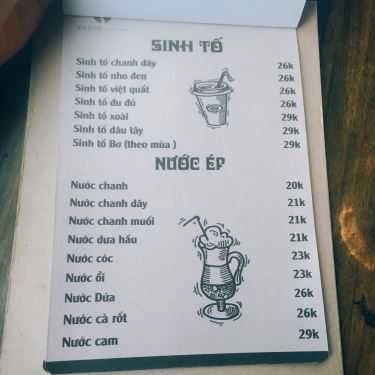 SINH TỐ
Sinh tố chanh dây 26k
Sinh tố nho đen 26k
Sinh tố việt quất 26k
Sinh tố đu đủ 26k
Sinh tố xoài 29k
Sinh tố dâu tây 29k
Sinh tố Bơ (theo mùa ) 29k
NƯỚC ÉP
Nước chanh 20k
Nước chanh dây 21k
Nước chanh muối 21k
Nước dưa hấu 21k
Nước cóc 23k
Nước ổi 23k
Nước Dứa 26k
Nước cà rốt 26k
Nước cam 29k